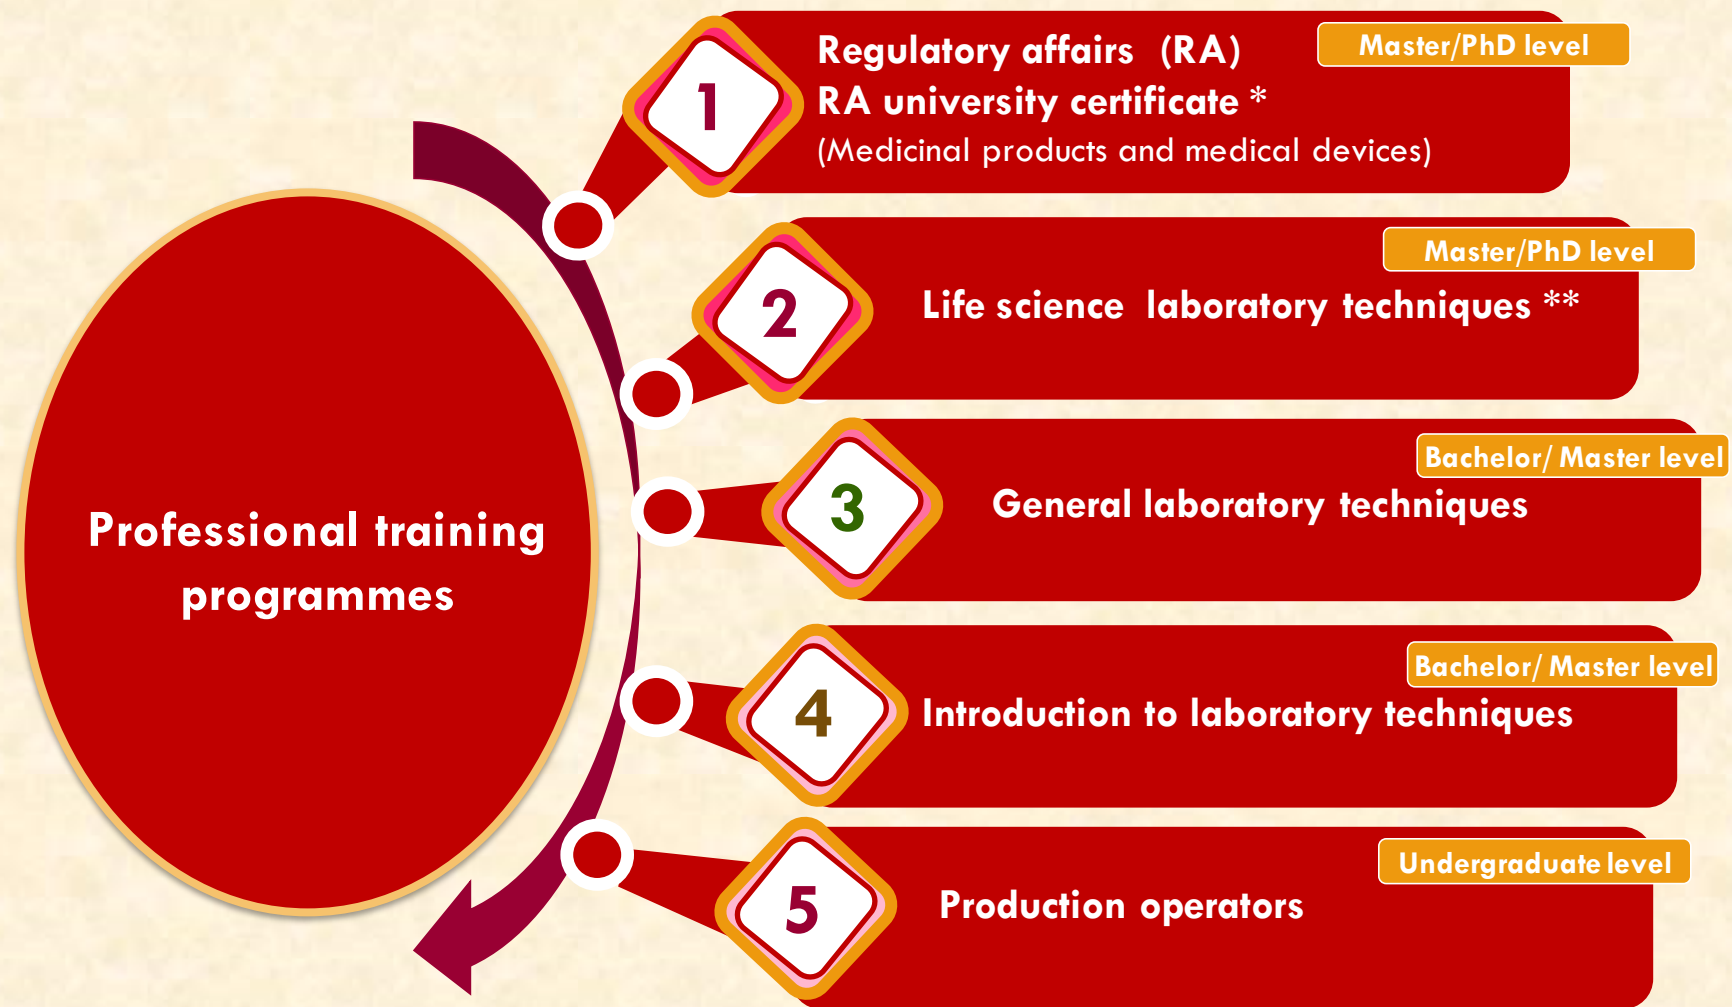 Professional training
programmes
1
Regulatory affairs (RA)
Master/PhD level
RA university certificate *
(Medicinal products and medical devices)
2
Master/PhD level
Life science laboratory techniques **
3
Bachelor/ Master level
General laboratory techniques
4
Bachelor/ Master level
Introduction to laboratory techniques
5
Undergraduate level
Production operators